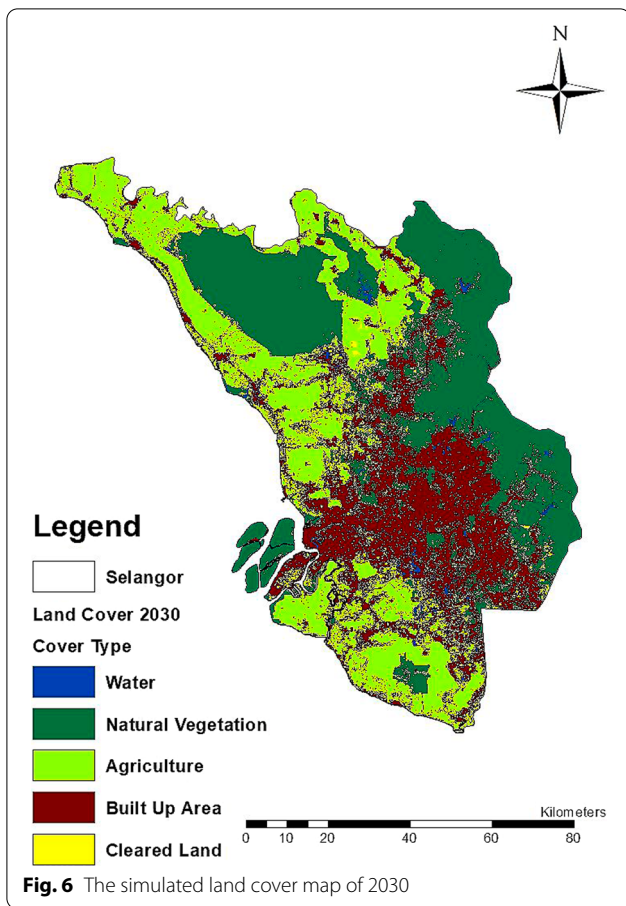 N
Legend
Selangor
Land Cover 2030
Cover Type
Water
Natural Vegetation
Agriculture
Built Up Area
Cleared Land
Kilometers
0 10 20 40 60 80
Fig. 6 The simulated land cover map of 2030